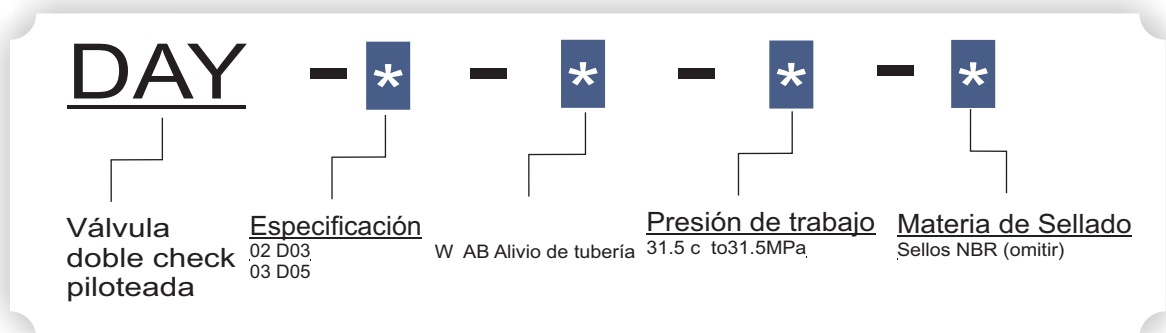 DAY - * - * - * - *
Válvula
doble check
piloteada
Especificación
02 D03
03 D05
W AB Alivio de tubería
Presión de trabajo
31.5 c to31.5MPa
Materia de Sellado
Sellos NBR (omitir)